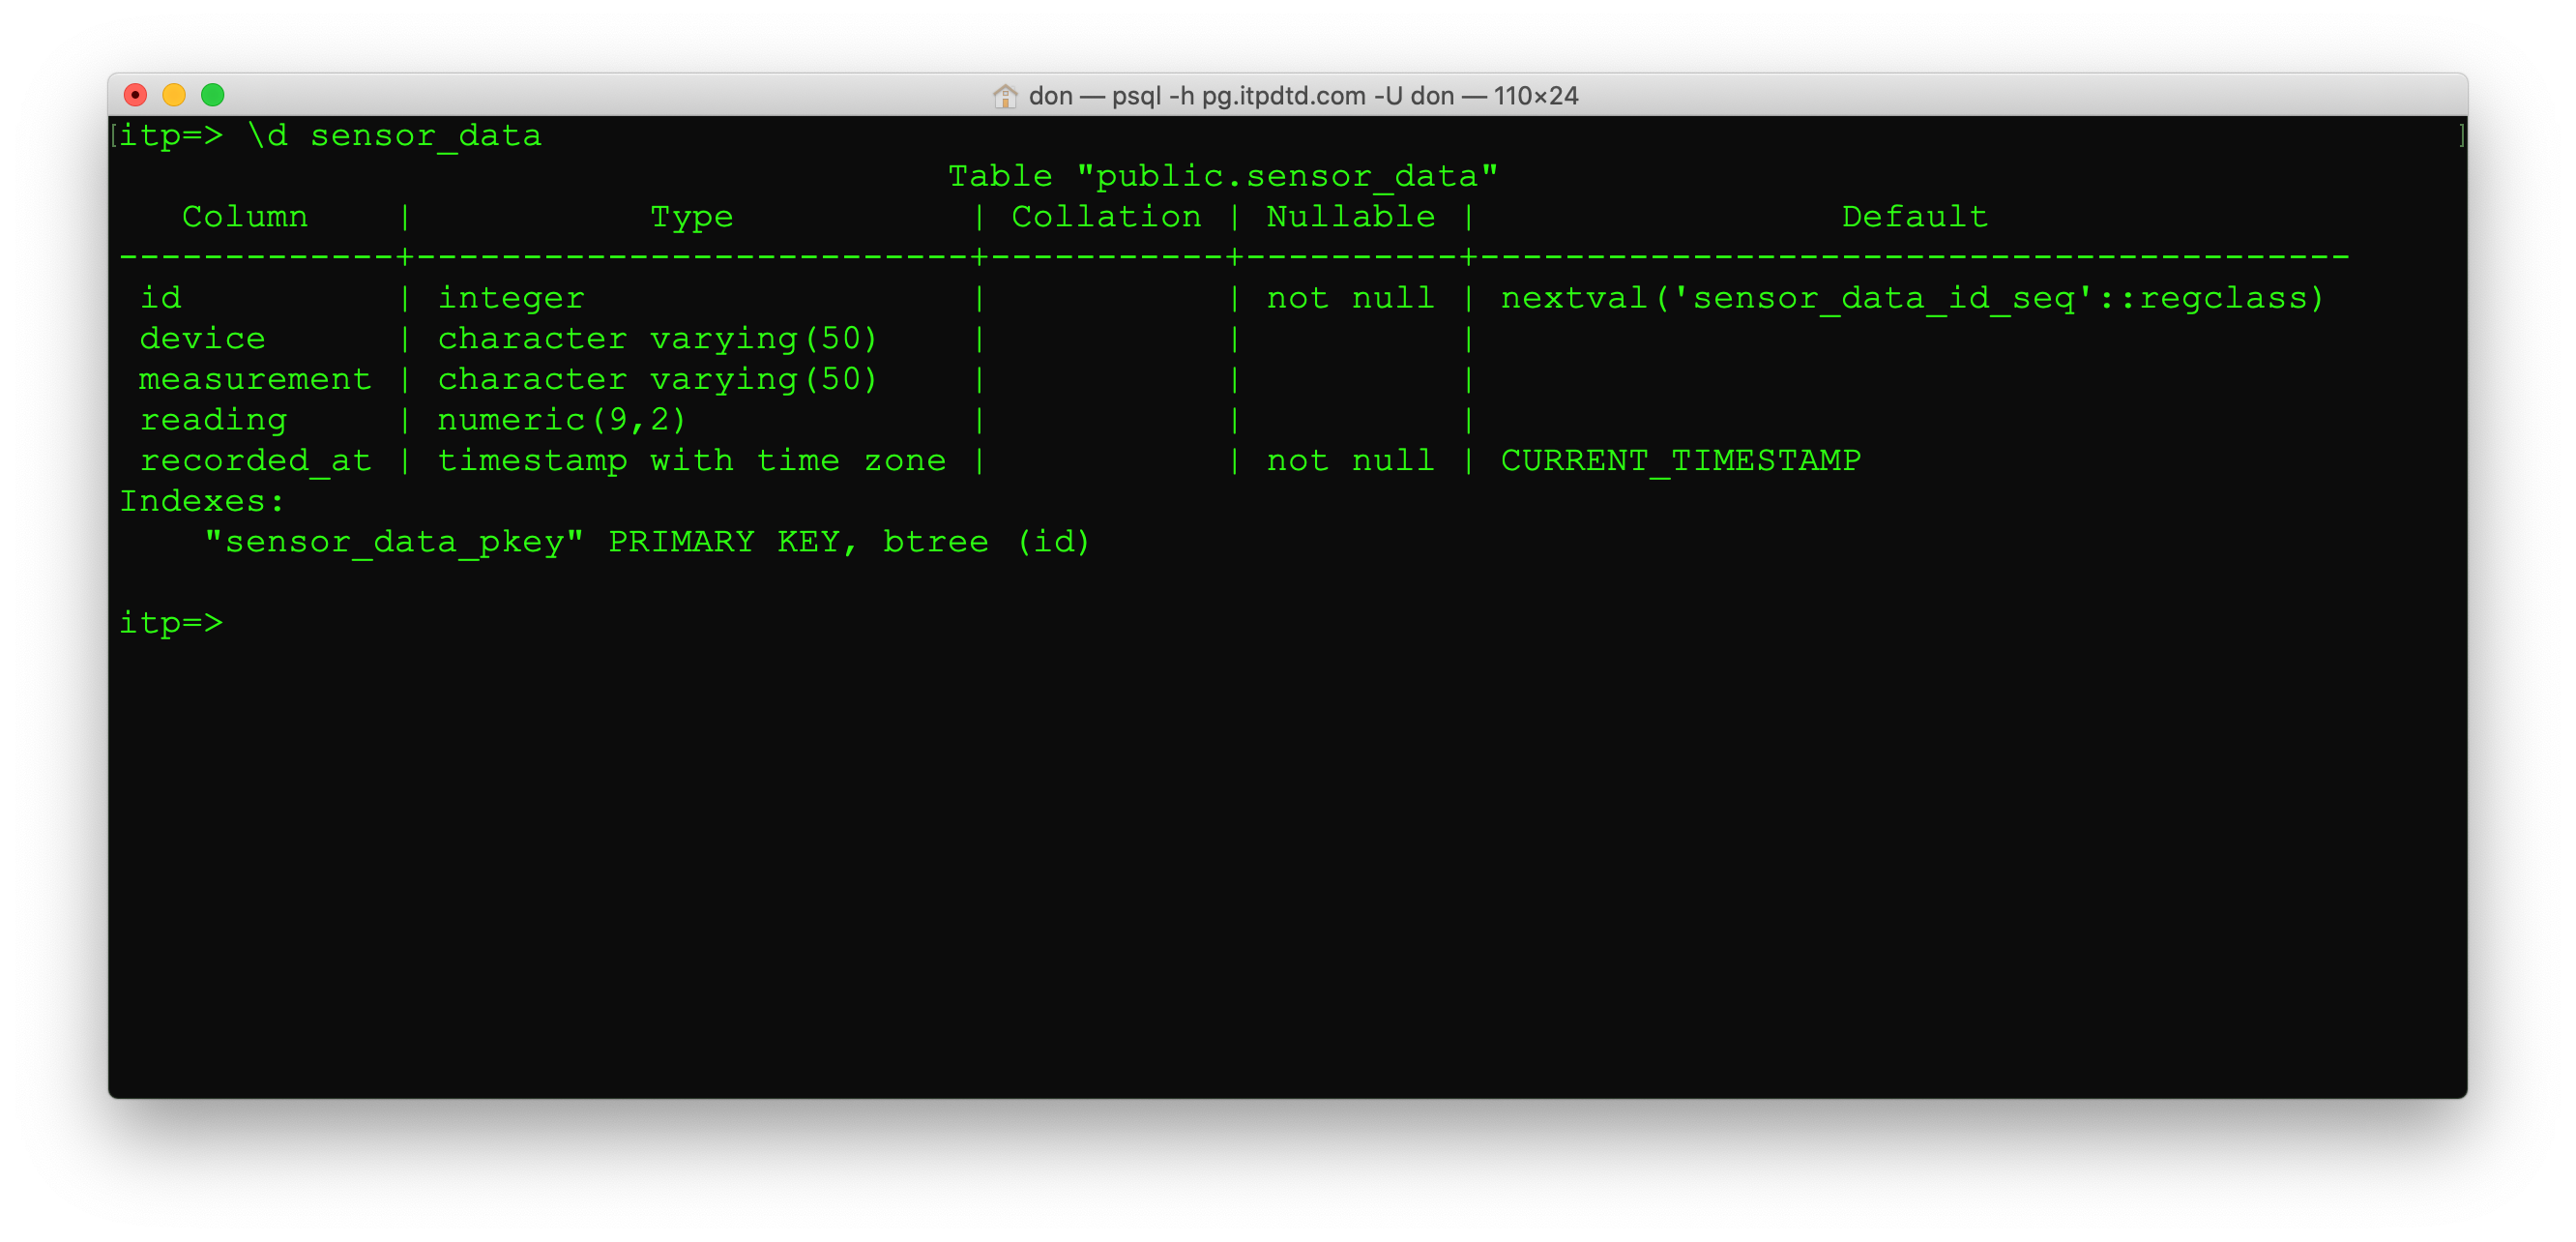 don — psql -h pg.itpdtd.com -U don — 110×24
[itp=> \d sensor_data ]
Table "public.sensor_data"
Column | Type | Collation | Nullable | Default
-------------+--------------------------+-----------+----------+-----------------------------------------
id | integer | | not null | nextval('sensor_data_id_seq'::regclass)
device | character varying(50) | | |
measurement | character varying(50) | | |
reading | numeric(9,2) | | |
recorded_at | timestamp with time zone | | not null | CURRENT_TIMESTAMP
Indexes:
"sensor_data_pkey" PRIMARY KEY, btree (id)
itp=>